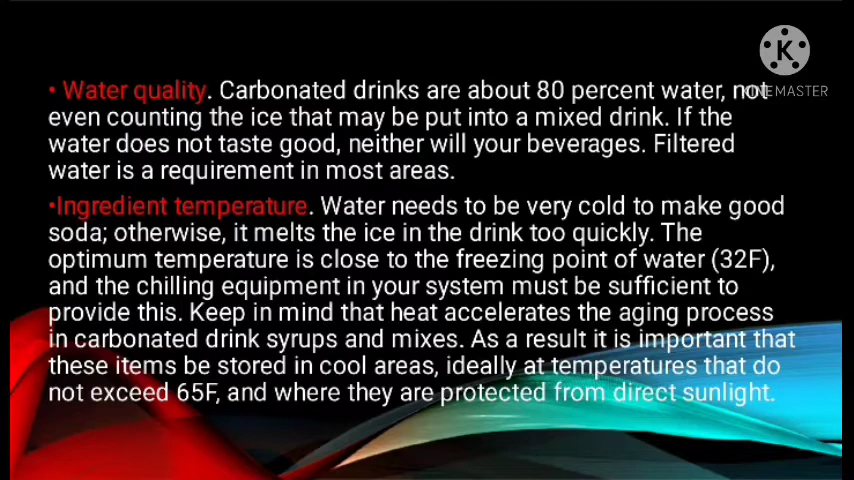 • Water quality. Carbonated drinks are about 80 percent water, not
even counting the ice that may be put into a mixed drink. If the
water does not taste good, neither will your beverages. Filtered
water is a requirement in most areas.
•Ingredient temperature. Water needs to be very cold to make good
soda; otherwise, it melts the ice in the drink too quickly. The
optimum temperature is close to the freezing point of water (32F),
and the chilling equipment in your system must be sufficient to
provide this. Keep in mind that heat accelerates the aging process
in carbonated drink syrups and mixes. As a result it is important that
these items be stored in cool areas, ideally at temperatures that do
not exceed 65F, and where they are protected from direct sunlight.
K
KINEMASTER